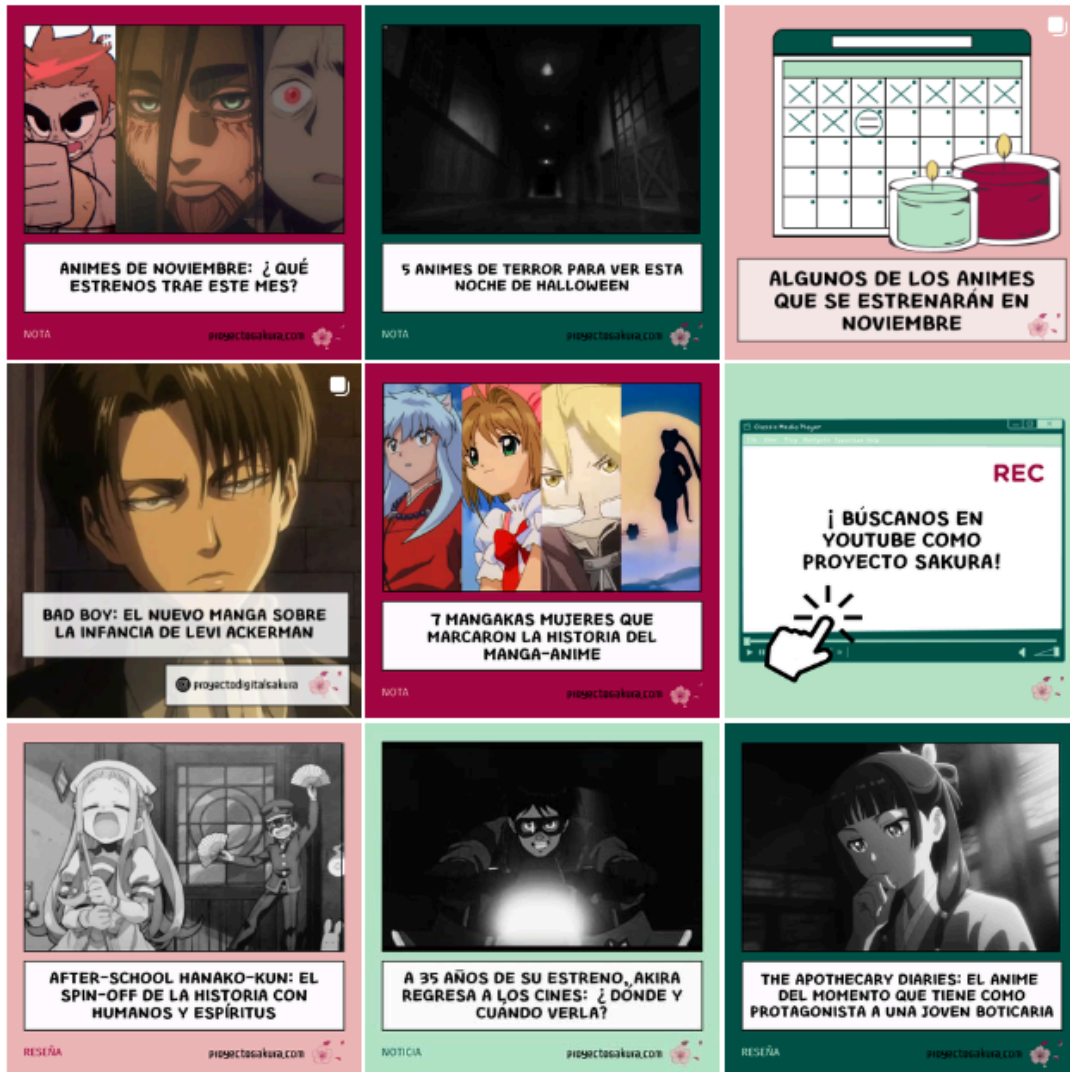 ANIMES DE NOVIEMBRE: ¿ QUÉ
ESTRENOS TRAE ESTE MES?
NOTA
proyectosakura.com
5 ANIMES DE TERROR PARA VER ESTA
NOCHE DE HALLOWEEN
NOTA
proyectosakura.com
ALGUNOS DE LOS ANIMES
QUE SE ESTRENARÁN EN
NOVIEMBRE
BAD BOY: EL NUEVO MANGA SOBRE
LA INFANCIA DE LEVI ACKERMAN
proyectodigitalsakura
7 MANGAKAS MUJERES QUE
MARCARON LA HISTORIA DEL
MANGA-ANIME
NOTA
proyectosakura.com
Classic Media Player
REC
¡ BÚSCANOS EN
YOUTUBE COMO
PROYECTO SAKURA!
AFTER-SCHOOL HANAKO-KUN: EL
SPIN-OFF DE LA HISTORIA CON
HUMANOS Y ESPÍRITUS
RESEÑA
proyectosakura.com
A 35 AÑOS DE SU ESTRENO, AKIRA
REGRESA A LOS CINES: ¿ DÓNDE Y
CUÁNDO VERLA?
NOTICIA
proyectosakura.com
THE APOTHECARY DIARIES: EL ANIME
DEL MOMENTO QUE TIENE COMO
PROTAGONISTA A UNA JOVEN BOTICARIA
RESEÑA
proyectosakura.com